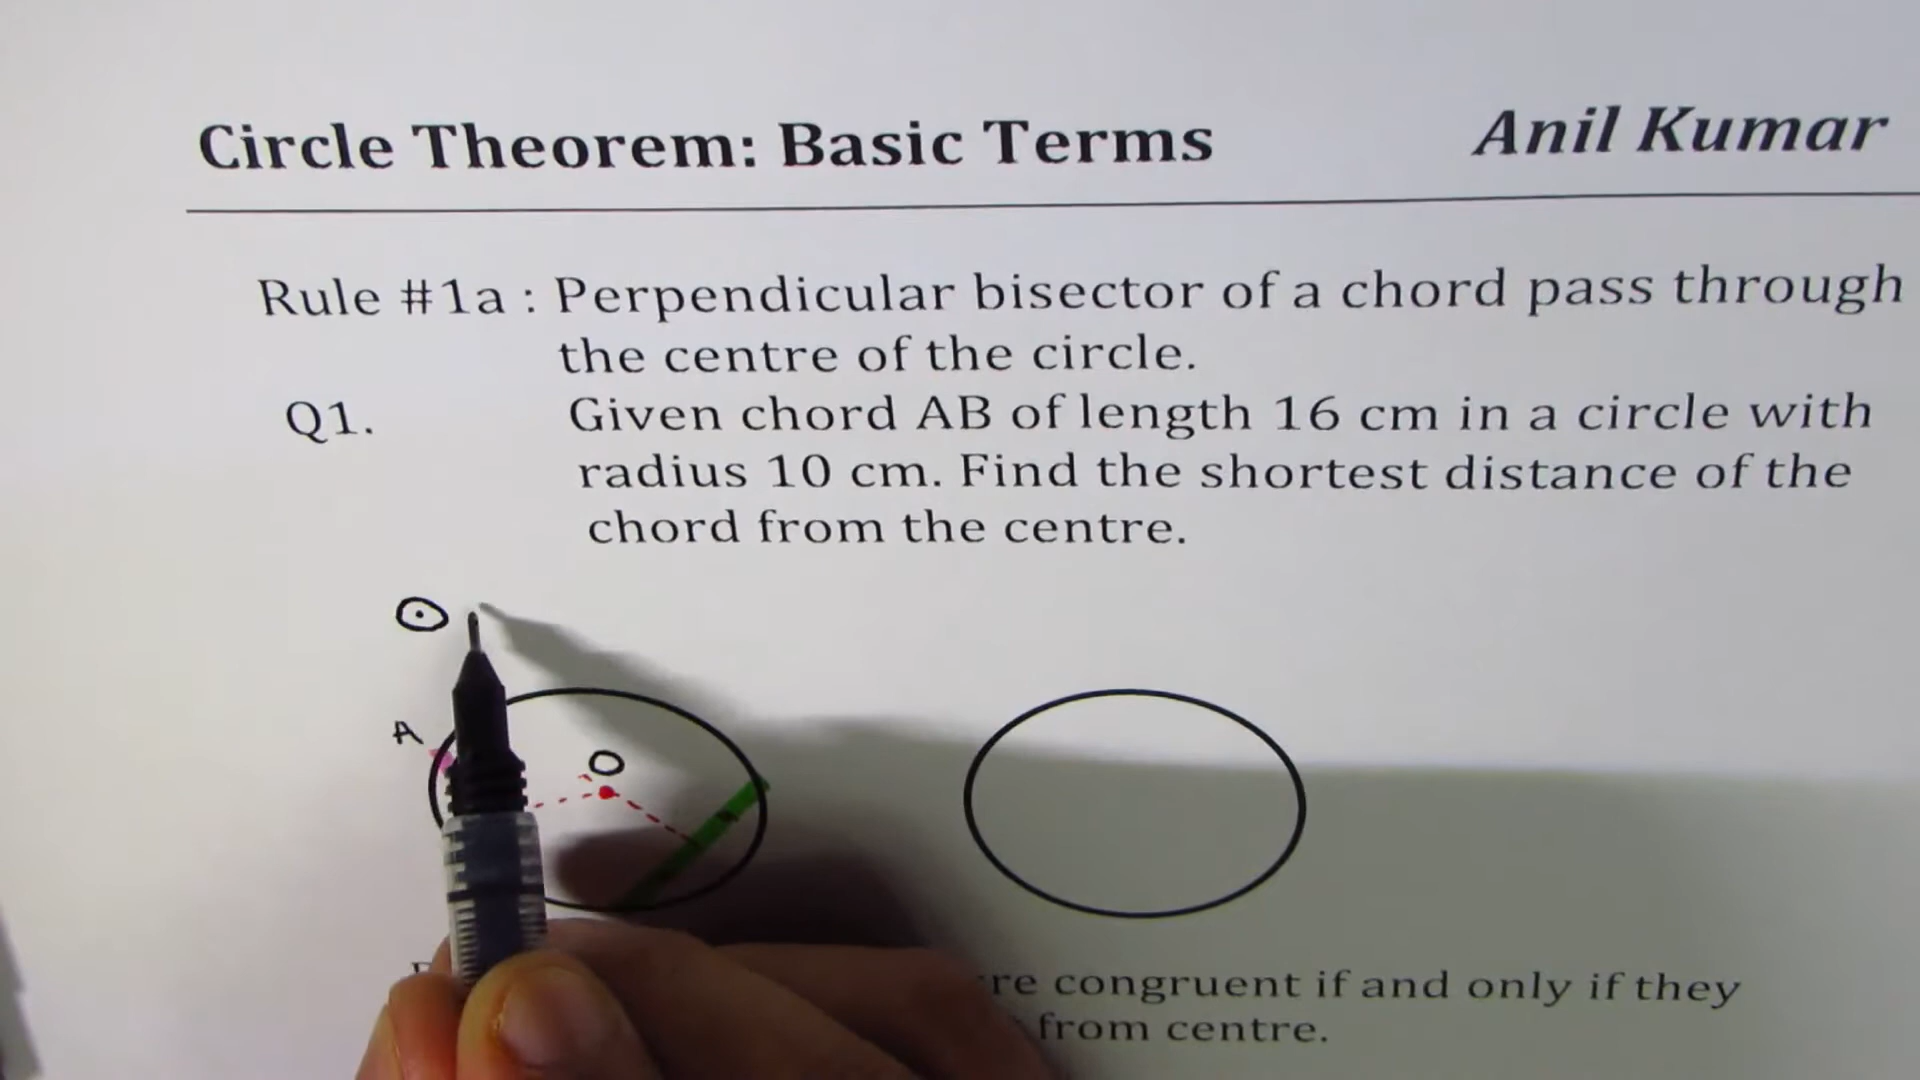 Circle Theorem: Basic Terms Anil Kumar
Rule #1a : Perpendicular bisector of a chord pass through
the centre of the circle.
Q1. Given chord AB of length 16 cm in a circle with
radius 10 cm. Find the shortest distance of the
chord from the centre.
A
O
congruent if and only if they
from centre.